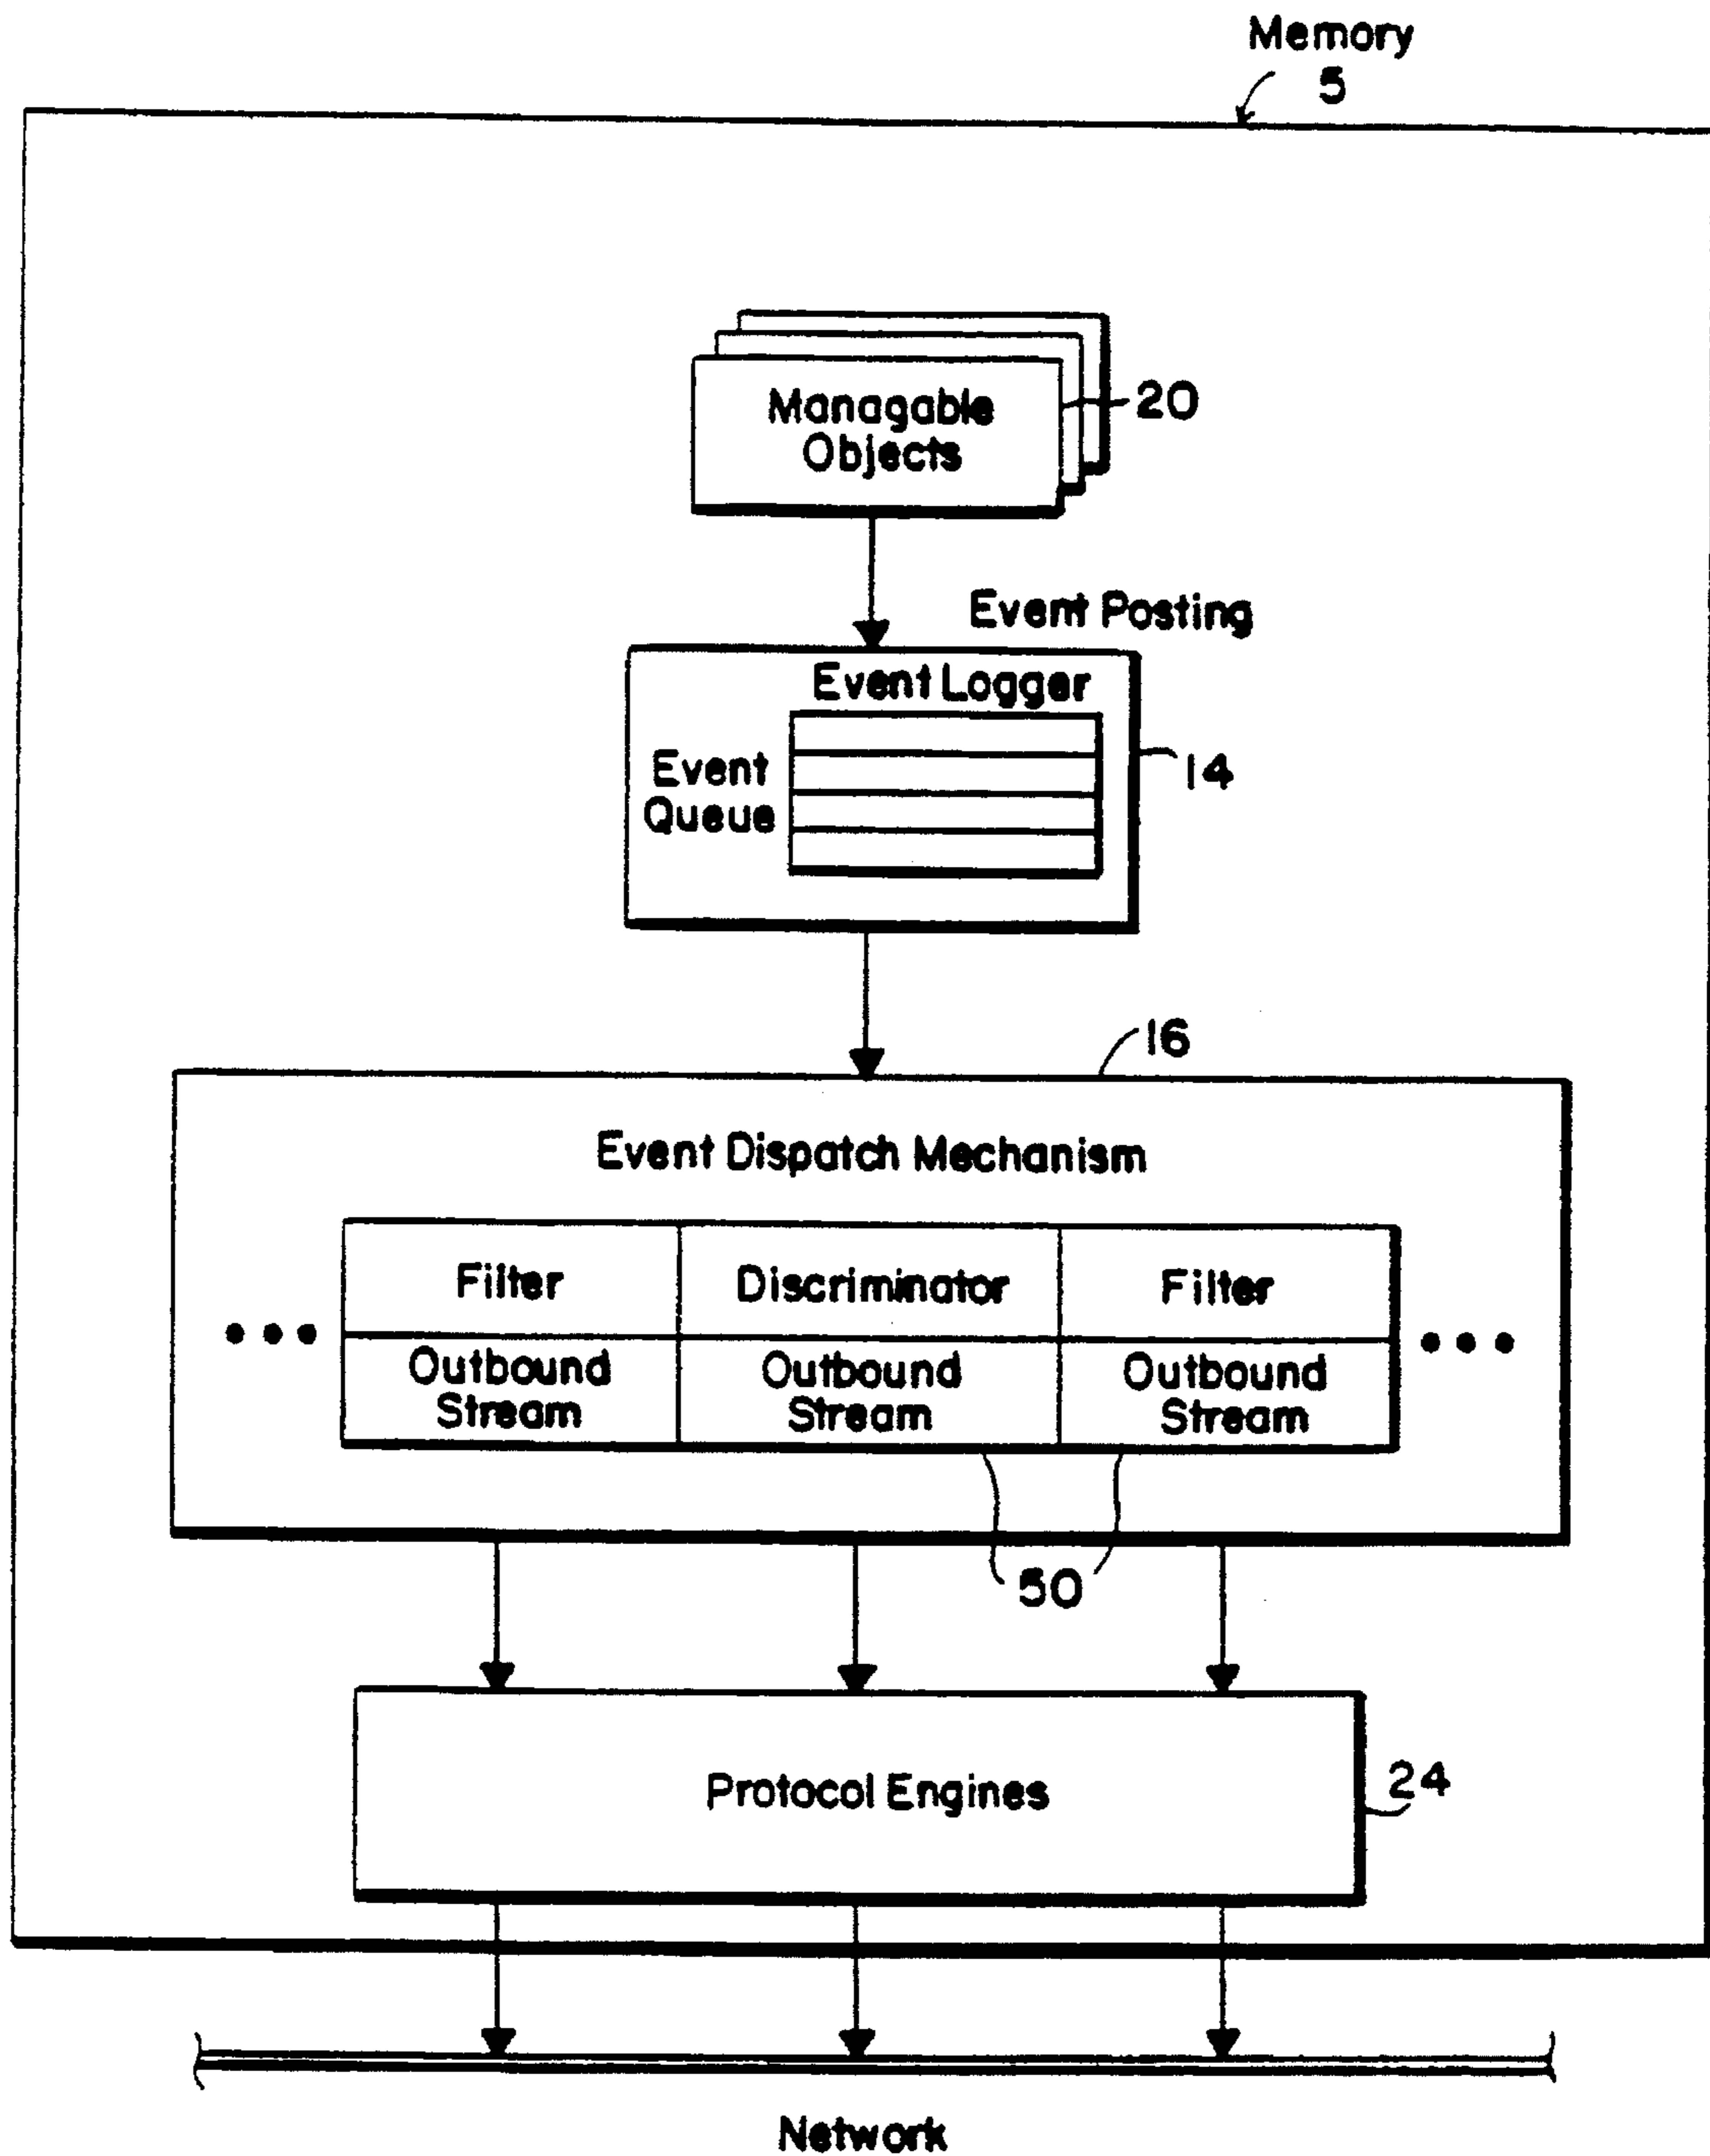 Memory
5
Managable
Objects
20
Event Posting
Event Logger
Event
Queue
14
16
Event Dispatch Mechanism
Filter
Discriminator
Filter
Outbound
Stream
Outbound
Stream
Outbound
Stream
50
Protocol Engines
24
Network